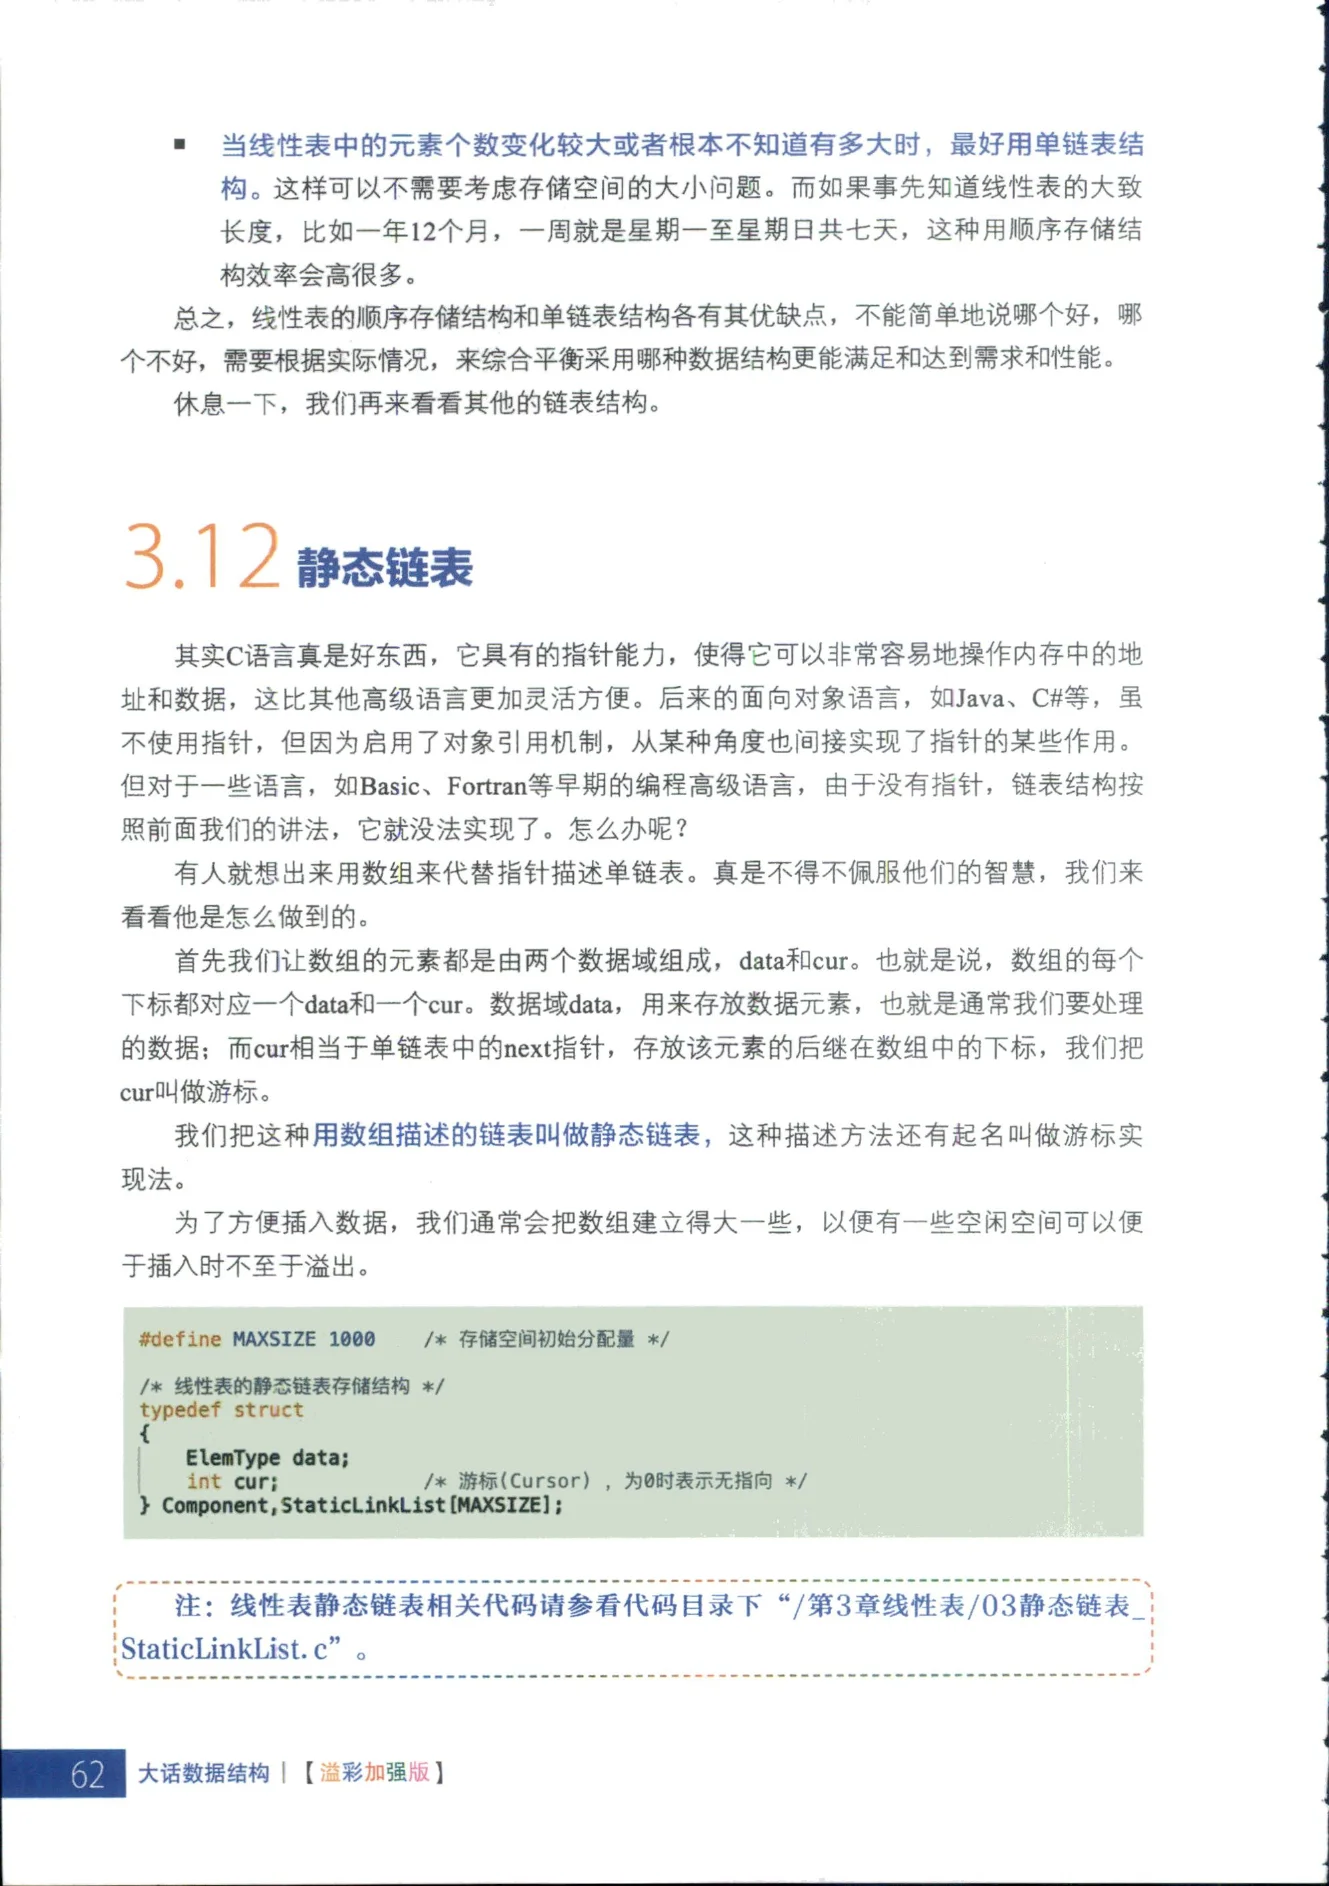 ■ 当线性表中的元素个数变化较大或者根本不知道有多大时，最好用单链表结
构。这样可以不需要考虑存储空间的大小问题。而如果事先知道线性表的大致
长度，比如一年12个月，一周就是星期一至星期日共七天，这种用顺序存储结
构效率会高很多。
总之，线性表的顺序存储结构和单链表结构各有其优缺点，不能简单地说哪个好，哪
个不好，需要根据实际情况，来综合平衡采用哪种数据结构更能满足和达到需求和性能。
休息一下，我们再来看看其他的链表结构。
3.12 静态链表
其实C语言真是好东西，它具有的指针能力，使得它可以非常容易地操作内存中的地
址和数据，这比其他高级语言更加灵活方便。后来的面向对象语言，如Java、C#等，虽
不使用指针，但因为启用了对象引用机制，从某种角度也间接实现了指针的某些作用。
但对于一些语言，如Basic、Fortran等早期的编程高级语言，由于没有指针，链表结构按
照前面我们的讲法，它就没法实现了。怎么办呢？
有人就想出来用数组来代替指针描述单链表。真是不得不佩服他们的智慧，我们来
看看他是怎么做到的。
首先我们让数组的元素都是由两个数据域组成，data和cur。也就是说，数组的每个
下标都对应一个data和一个cur。数据域data，用来存放数据元素，也就是通常我们要处理
的数据；而cur相当于单链表中的next指针，存放该元素的后继在数组中的下标，我们把
cur叫做游标。
我们把这种用数组描述的链表叫做静态链表，这种描述方法还有起名叫做游标实
现法。
为了方便插入数据，我们通常会把数组建立得大一些，以便有一些空闲空间可以便
于插入时不至于溢出。
#define MAXSIZE 1000    /* 存储空间初始分配量 */
/* 线性表的静态链表存储结构 */
typedef struct
{
    ElemType data;
    int cur;            /* 游标(Cursor) ，为0时表示无指向 */
} Component,StaticLinkList[MAXSIZE];
注：线性表静态链表相关代码请参看代码目录下“/第3章线性表/03静态链表_
StaticLinkList.c”。
62 大话数据结构 |【溢彩加强版】